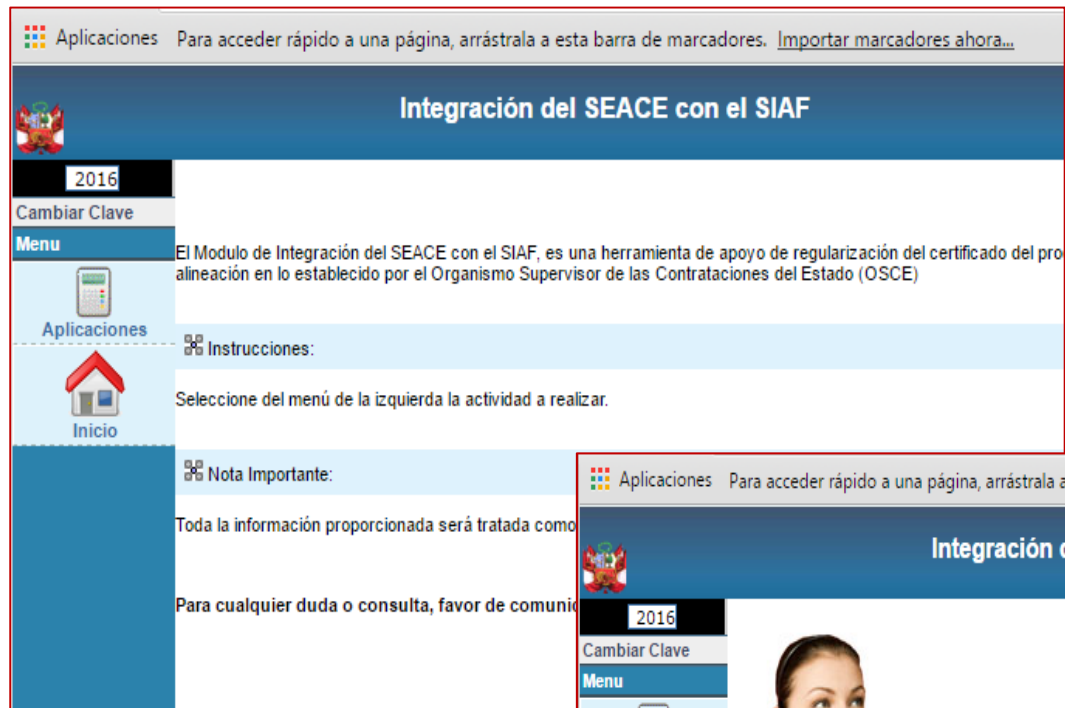 Aplicaciones Para acceder rápido a una página, arrástrala a esta barra de marcadores. Importar marcadores ahora...
Integración del SEACE con el SIAF
2016
Cambiar Clave
Menu
El Modulo de Integración del SEACE con el SIAF, es una herramienta de apoyo de regularización del certificado del pro
alineación en lo establecido por el Organismo Supervisor de las Contrataciones del Estado (OSCE)
Aplicaciones
Instrucciones:
Seleccione del menú de la izquierda la actividad a realizar.
Inicio
Nota Importante:
Toda la información proporcionada será tratada como
Para cualquier duda o consulta, favor de comunic
Aplicaciones Para acceder rápido a una página, arrástrala a
Integración
2016
Cambiar Clave
Menu